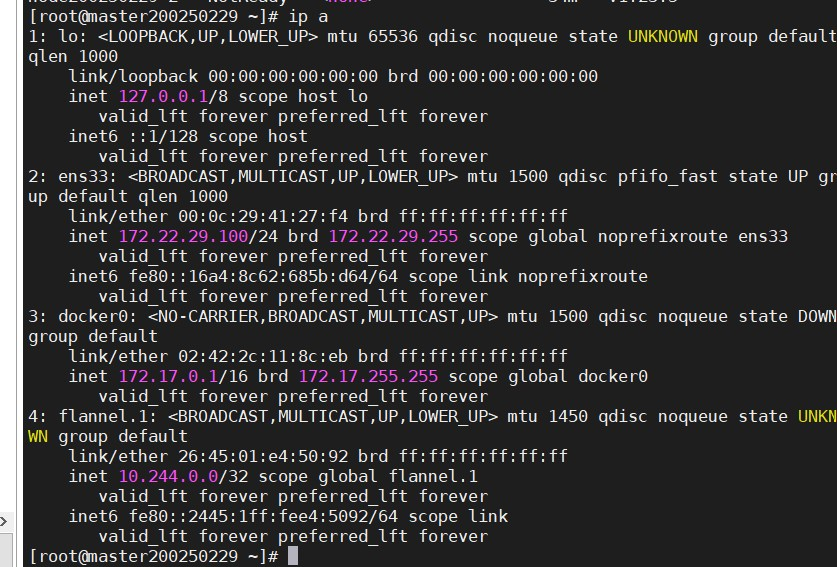 [root@master200250229 ~]# ip a
1: lo: <LOOPBACK,UP,LOWER_UP> mtu 65536 qdisc noqueue state UNKNOWN group default
qlen 1000
    link/loopback 00:00:00:00:00:00 brd 00:00:00:00:00:00
    inet 127.0.0.1/8 scope host lo
       valid_lft forever preferred_lft forever
    inet6 ::1/128 scope host
       valid_lft forever preferred_lft forever
2: ens33: <BROADCAST,MULTICAST,UP,LOWER_UP> mtu 1500 qdisc pfifo_fast state UP gr
up default qlen 1000
    link/ether 00:0c:29:41:27:f4 brd ff:ff:ff:ff:ff:ff
    inet 172.22.29.100/24 brd 172.22.29.255 scope global noprefixroute ens33
       valid_lft forever preferred_lft forever
    inet6 fe80::16a4:8c62:685b:d64/64 scope link noprefixroute
       valid_lft forever preferred_lft forever
3: docker0: <NO-CARRIER,BROADCAST,MULTICAST,UP> mtu 1500 qdisc noqueue state DOWN
group default
    link/ether 02:42:2c:11:8c:eb brd ff:ff:ff:ff:ff:ff
    inet 172.17.0.1/16 brd 172.17.255.255 scope global docker0
       valid_lft forever preferred_lft forever
4: flannel.1: <BROADCAST,MULTICAST,UP,LOWER_UP> mtu 1450 qdisc noqueue state UNKN
WN group default
    link/ether 26:45:01:e4:50:92 brd ff:ff:ff:ff:ff:ff
    inet 10.244.0.0/32 scope global flannel.1
       valid_lft forever preferred_lft forever
    inet6 fe80::2445:1ff:fee4:5092/64 scope link
       valid_lft forever preferred_lft forever
[root@master200250229 ~]#